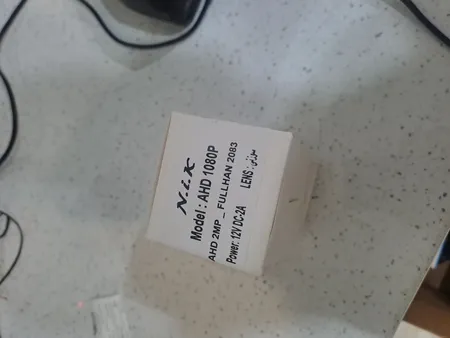 N.I.K
Model : AHD 1080P
AHD 2MP _ FULLHAN 2083
Power: 12V DC-2A LENS :